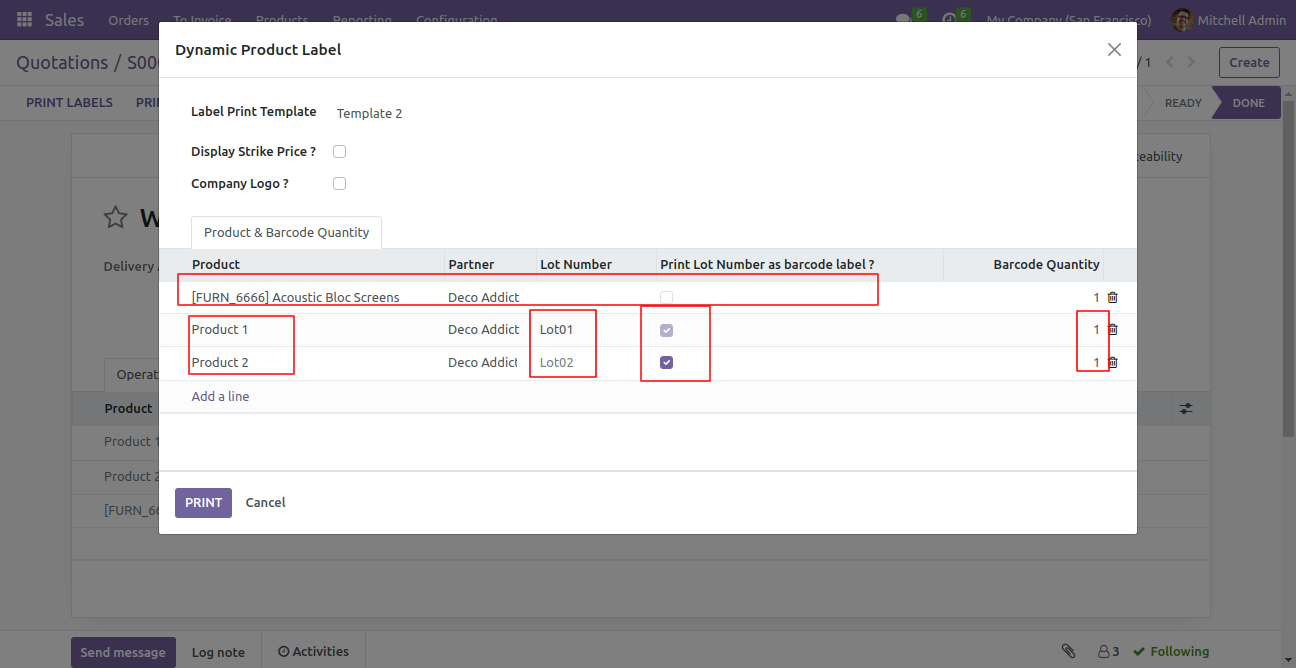 Sales Orders To Invoice Products Reporting Configuration 6 6 My Company (San Francisco) Mitchell Admin
Dynamic Product Label
Quotations / S00 / 1 Create
PRINT LABELS READY DONE
Label Print Template Template 2
Display Strike Price ?
Company Logo ?
eability
W
Product & Barcode Quantity
Delivery
Product Partner Lot Number Print Lot Number as barcode label ? Barcode Quantity
[FURN_6666] Acoustic Bloc Screens Deco Addict 1
Product 1 Deco Addict Lot01 1
Product 2 Deco Addict Lot02 1
Operat
Add a line
Product
Product 1
Product 2
[FURN_66
PRINT Cancel
Send message Log note Activities 3 Following